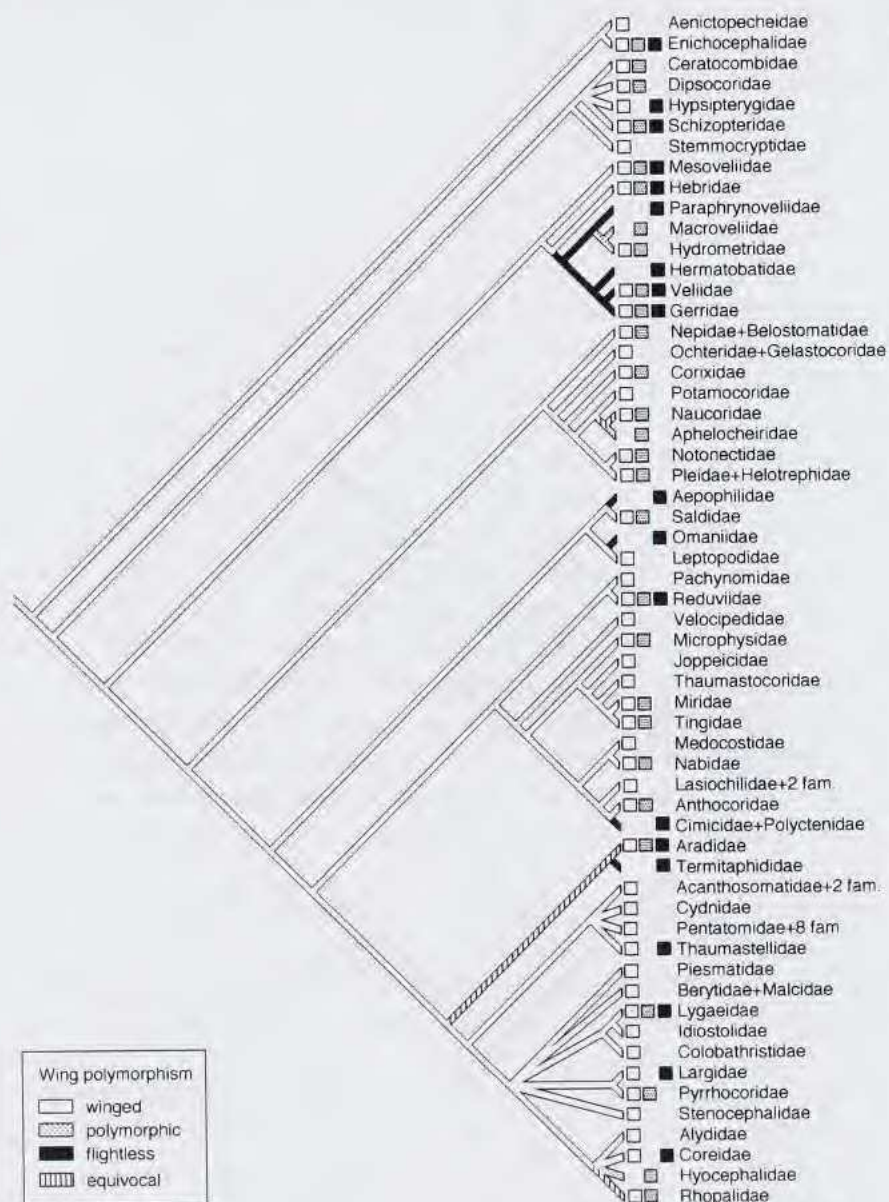 Aenictopecheidae
Enichocephalidae
Ceratocombidae
Dipsocoridae
Hypsipterygidae
Schizopteridae
Stemmocryptidae
Mesoveliidae
Hebridae
Paraphrynoveliidae
Macroveliidae
Hydrometridae
Hermatobatidae
Veliidae
Gerridae
Nepidae+Belostomatidae
Ochteridae+Gelastocoridae
Corixidae
Potamocoridae
Naucoridae
Aphelocheiridae
Notonectidae
Pleidae+Helotrephidae
Aepophilidae
Saldidae
Omaniidae
Leptopodidae
Pachynomidae
Reduviidae
Velocipedidae
Microphysidae
Joppeicidae
Thaumastocoridae
Miridae
Tingidae
Medocostidae
Nabidae
Lasiochilidae+2 fam.
Anthocoridae
Cimicidae+Polyctenidae
Aradidae
Termitaphididae
Acanthosomatidae+2 fam.
Cydnidae
Pentatomidae+8 fam
Thaumastellidae
Piesmatidae
Berytidae+Malcidae
Lygaeidae
Idiostolidae
Colobathristidae
Largidae
Pyrrhocoridae
Stenocephalidae
Alydidae
Coreidae
Hyocephalidae
Rhopalidae
Wing polymorphism
winged
polymorphic
flightless
equivocal